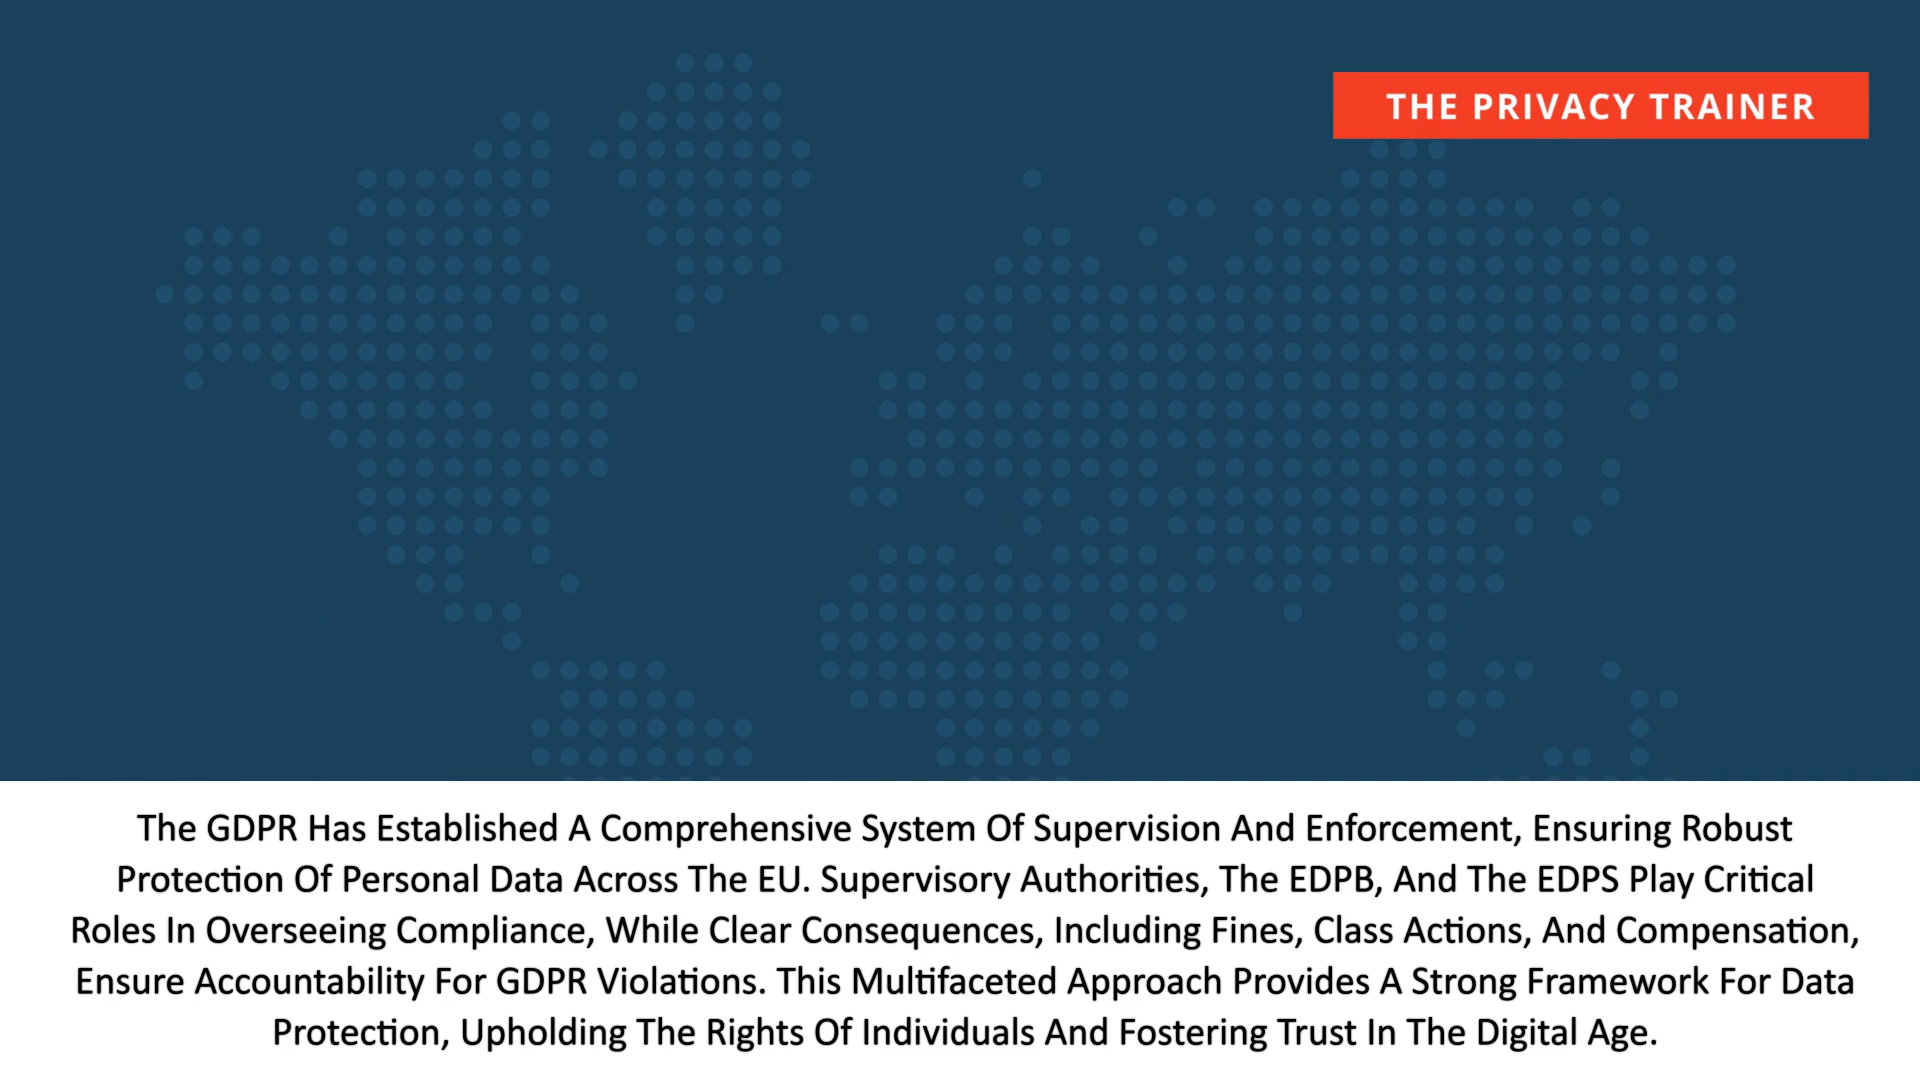 THE PRIVACY TRAINER
The GDPR Has Established A Comprehensive System Of Supervision And Enforcement, Ensuring Robust
Protection Of Personal Data Across The EU. Supervisory Authorities, The EDPB, And The EDPS Play Critical
Roles In Overseeing Compliance, While Clear Consequences, Including Fines, Class Actions, And Compensation,
Ensure Accountability For GDPR Violations. This Multifaceted Approach Provides A Strong Framework For Data
Protection, Upholding The Rights Of Individuals And Fostering Trust In The Digital Age.